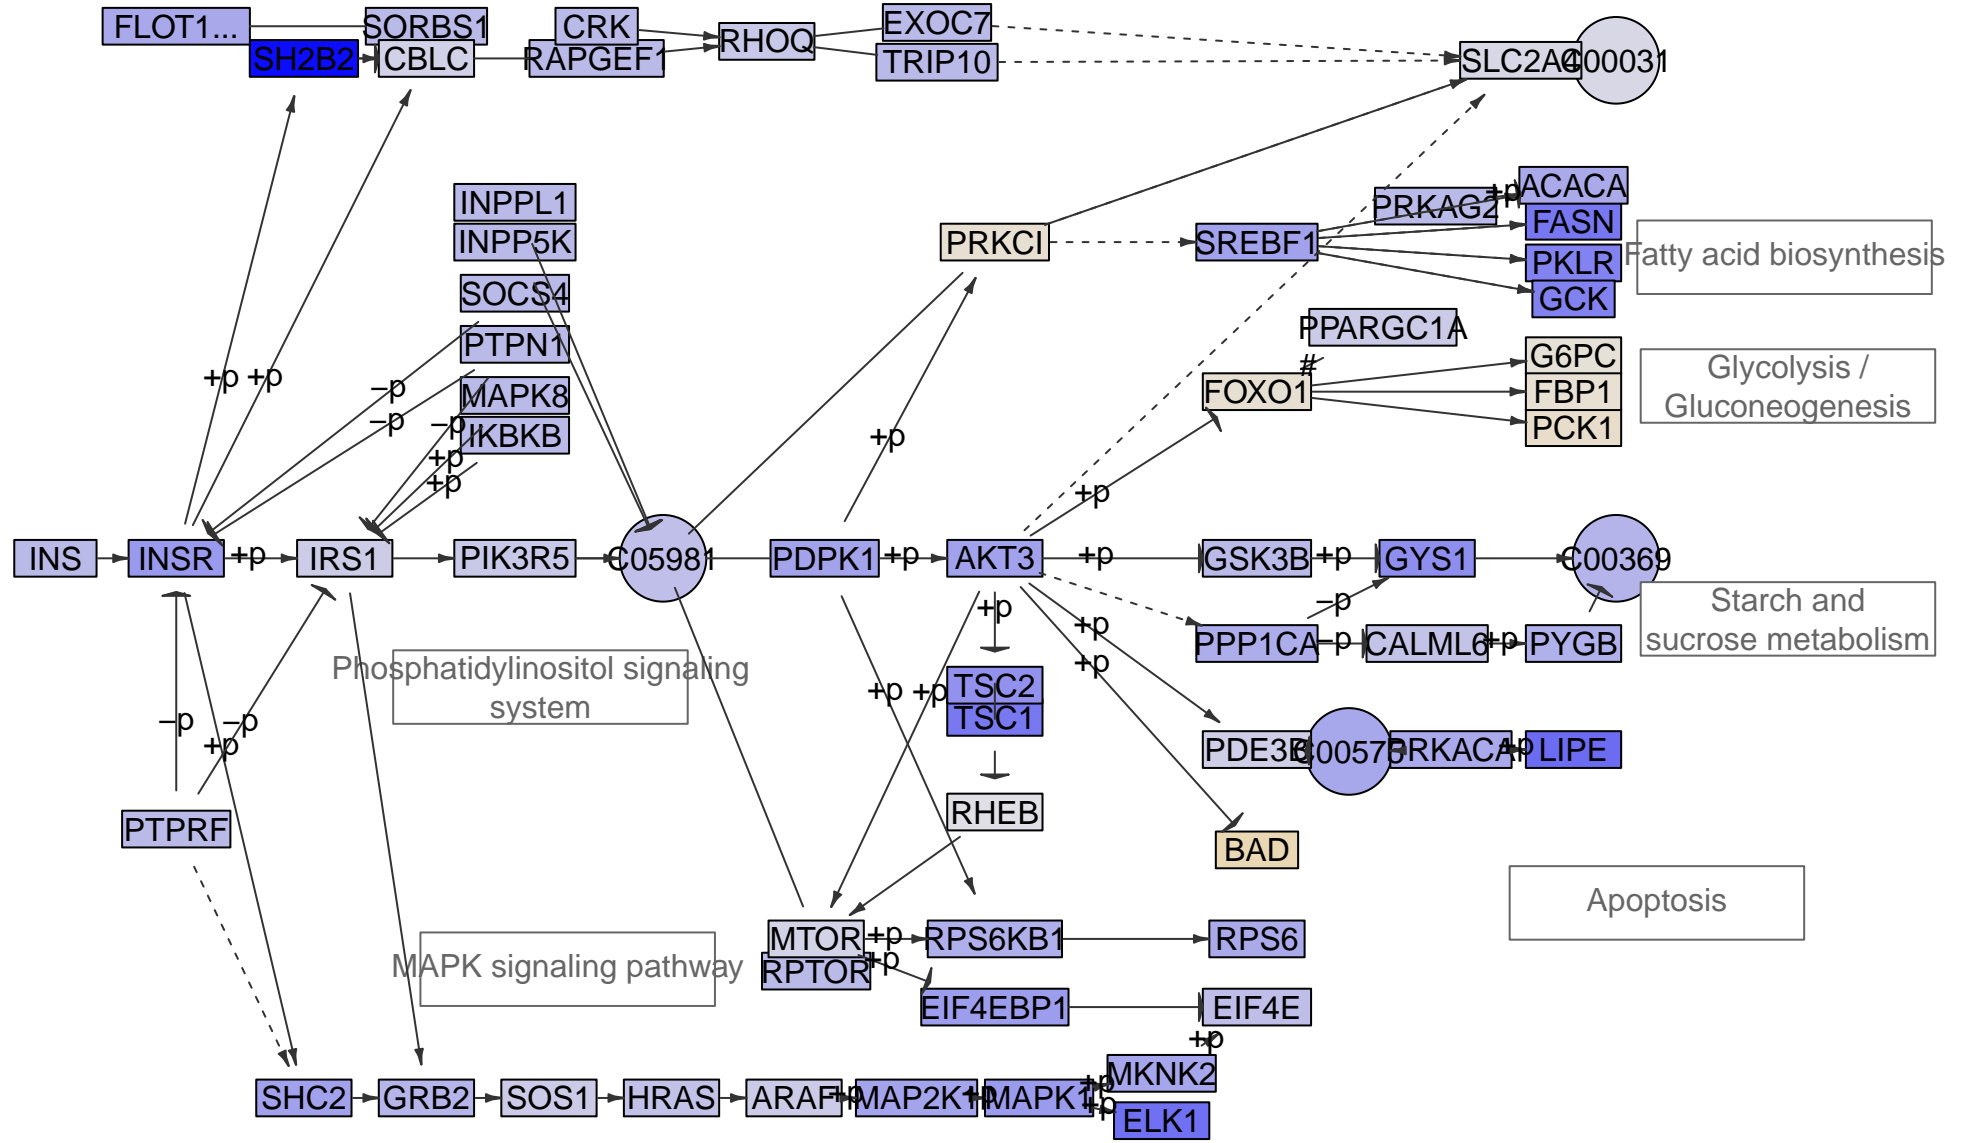 FLOT1...
SORBS1
CRK
EXOC7
SH2B2
CBLC
RAPGEF1
RHOQ
TRIP10
SLC2A4
C00031
INPPL1
INPP5K
SOCS4
PTPN1
MAPK8
IKBKB
PRKCI
SREBF1
PRKAG2
+p
ACACA
FASN
PKLR
GCK
Fatty acid biosynthesis
PPARGC1A
#
FOXO1
G6PC
FBP1
PCK1
Glycolysis /
Gluconeogenesis
+p
+p
−p
−p
−p
+p
+p
+p
+p
INS
INSR
+p
IRS1
PIK3R5
C05981
PDPK1
+p
AKT3
+p
GSK3B
+p
GYS1
C00369
−p
PPP1CA
−p
CALML6
+p
PYGB
Starch and
sucrose metabolism
+p
+p
+p
Phosphatidylinositol signaling
system
−p
+p
−p
+p
+p
TSC2
TSC1
PDE3B
C00575
PRKACA
+p
LIPE
PTPRF
RHEB
BAD
Apoptosis
MAPK signaling pathway
MTOR
+p
RPS6KB1
RPS6
RPTOR
+p
EIF4EBP1
EIF4E
+p
MKNK2
SHC2
GRB2
SOS1
HRAS
ARAF
+p
MAP2K1
+p
MAPK1
+p
+p
ELK1